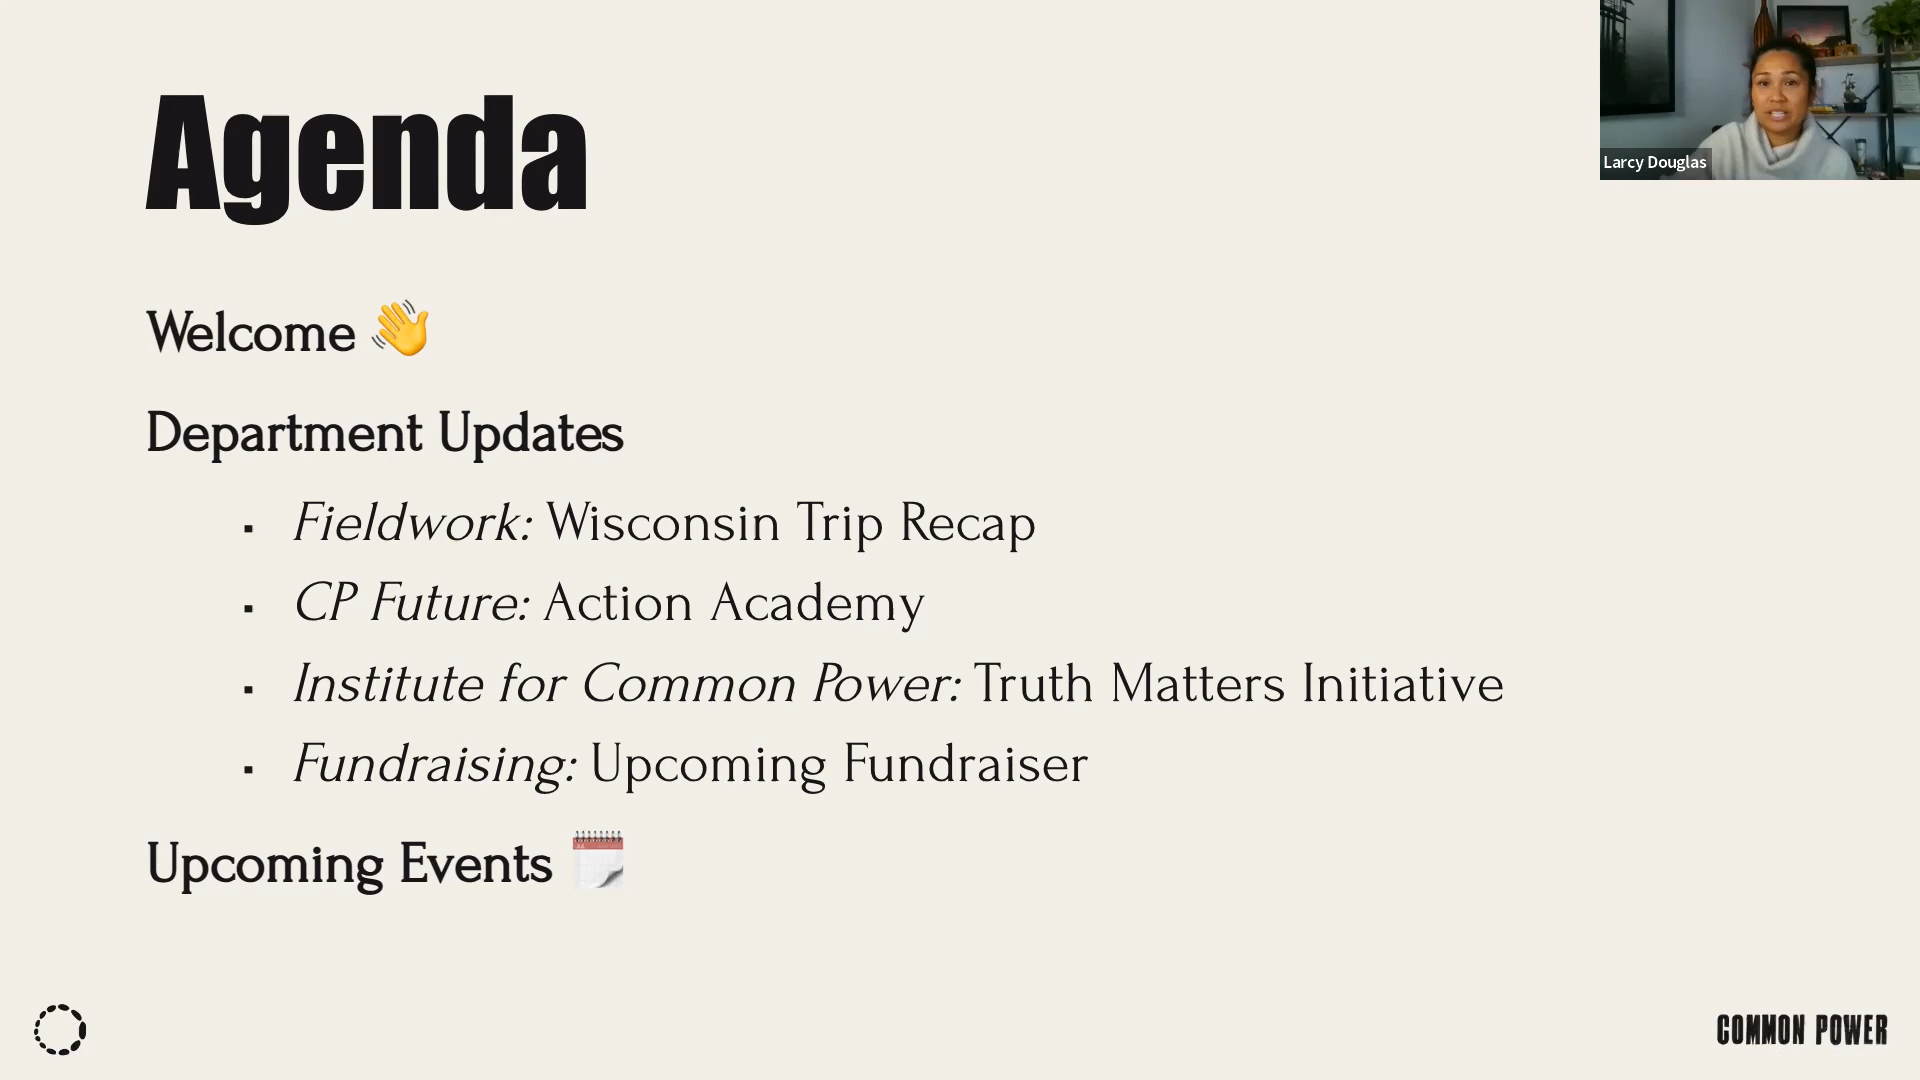 Agenda
Larcy Douglas
Welcome 👋
Department Updates
▪ Fieldwork: Wisconsin Trip Recap
▪ CP Future: Action Academy
▪ Institute for Common Power: Truth Matters Initiative
▪ Fundraising: Upcoming Fundraiser
Upcoming Events 🗓️
COMMON POWER